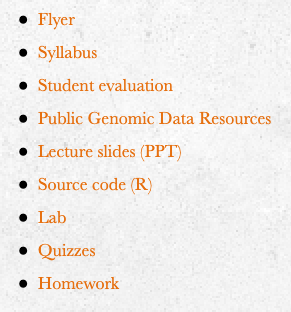 • Flyer
• Syllabus
• Student evaluation
• Public Genomic Data Resources
• Lecture slides (PPT)
• Source code (R)
• Lab
• Quizzes
• Homework